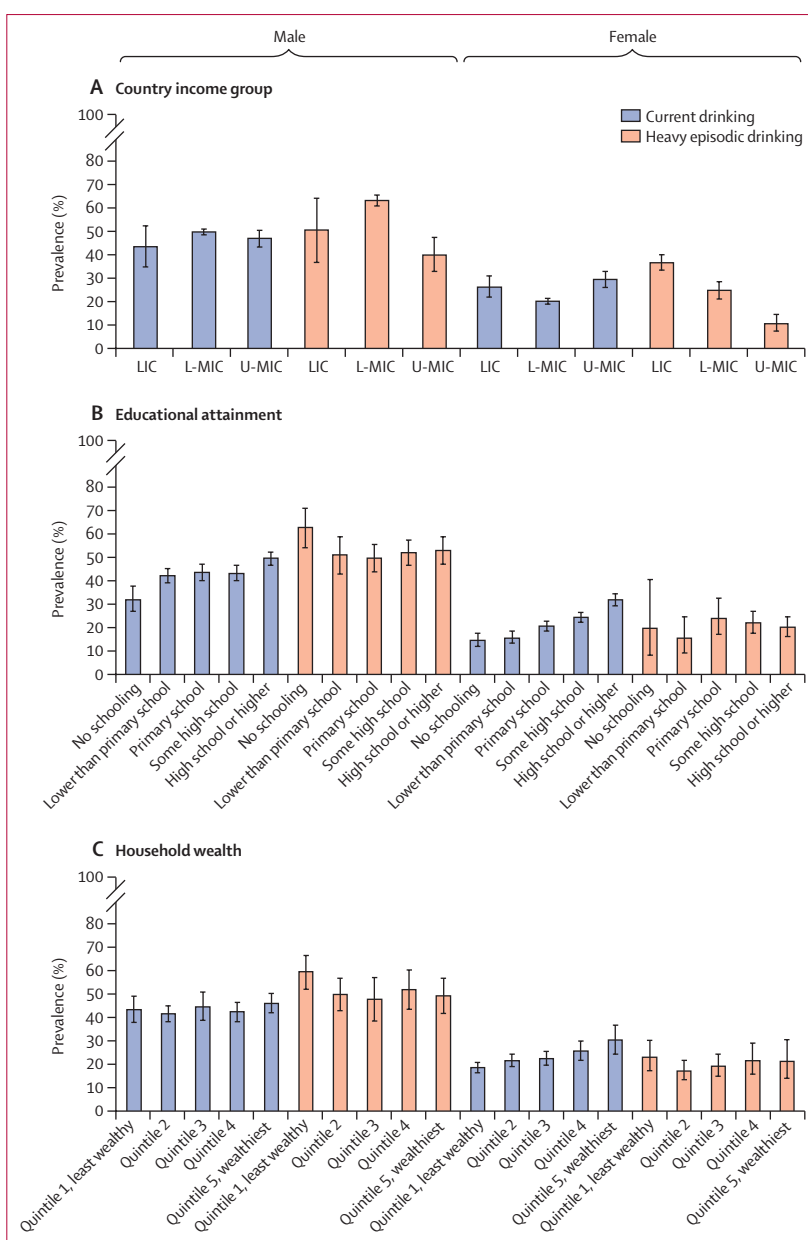 Male Female
A Country income group
100
80
70
60
50
40
30
20
10
0
Prevalence (%)
Current drinking
Heavy episodic drinking
LIC L-MIC U-MIC LIC L-MIC U-MIC LIC L-MIC U-MIC LIC L-MIC U-MIC
B Educational attainment
100
80
70
60
50
40
30
20
10
0
Prevalence (%)
No schooling
Lower than primary school
Primary school
Some high school
High school or higher
No schooling
Lower than primary school
Primary school
Some high school
High school or higher
No schooling
Lower than primary school
Primary school
Some high school
High school or higher
No schooling
Lower than primary school
Primary school
Some high school
High school or higher
C Household wealth
100
80
70
60
50
40
30
20
10
0
Prevalence (%)
Quintile 1, least wealthy
Quintile 2
Quintile 3
Quintile 4
Quintile 5, wealthiest
Quintile 1, least wealthy
Quintile 2
Quintile 3
Quintile 4
Quintile 5, wealthiest
Quintile 1, least wealthy
Quintile 2
Quintile 3
Quintile 4
Quintile 5, wealthiest
Quintile 1, least wealthy
Quintile 2
Quintile 3
Quintile 4
Quintile 5, wealthiest